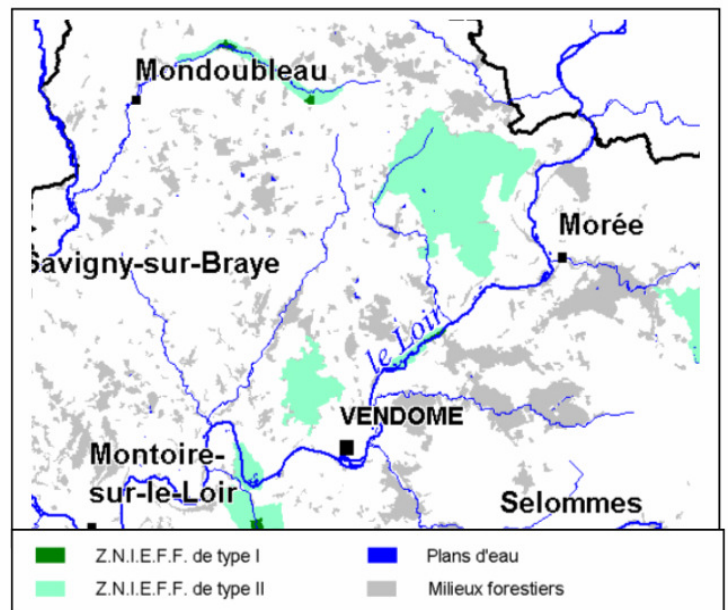 Mondoubleau
Morée
Savigny-sur-Braye
le Loir
VENDOME
Montoire-
sur-le-Loir
Selommes
Z.N.I.E.F.F. de type I
Plans d'eau
Z.N.I.E.F.F. de type II
Milieux forestiers